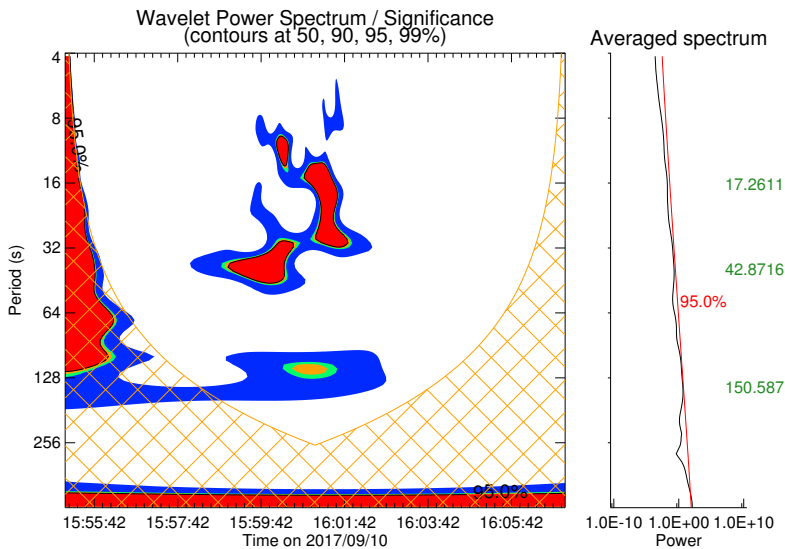 Wavelet Power Spectrum / Significance
(contours at 50, 90, 95, 99%)
Averaged spectrum
4
8
16
32
64
128
256
Period (s)
95.0%
95.0%
15:55:42 15:57:42 15:59:42 16:01:42 16:03:42 16:05:42
Time on 2017/09/10
17.2611
42.8716
95.0%
150.587
1.0E-10 1.0E+00 1.0E+10
Power